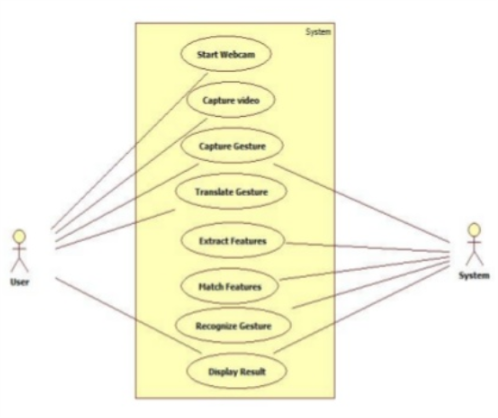 System
Start Webcam
Capture video
Capture Gesture
Translate Gesture
Extract Features
Match Features
Recognize Gesture
Display Result
User
System